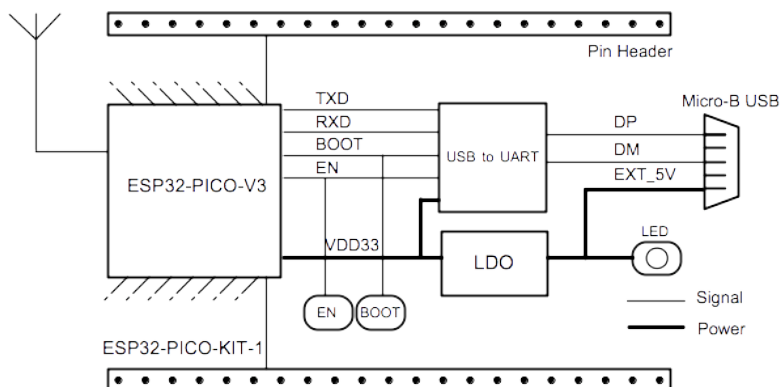 Pin Header
Micro-B USB
TXD
RXD
BOOT
EN
ESP32-PICO-V3
USB to UART
DP
DM
EXT_5V
VDD33
LDO
LED
EN
BOOT
Signal
Power
ESP32-PICO-KIT-1